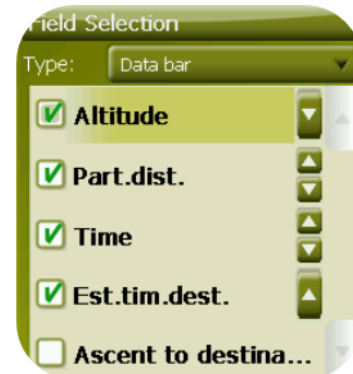 Field Selection
Type: Data bar
Altitude
Part.dist.
Time
Est.tim.dest.
Ascent to destina...